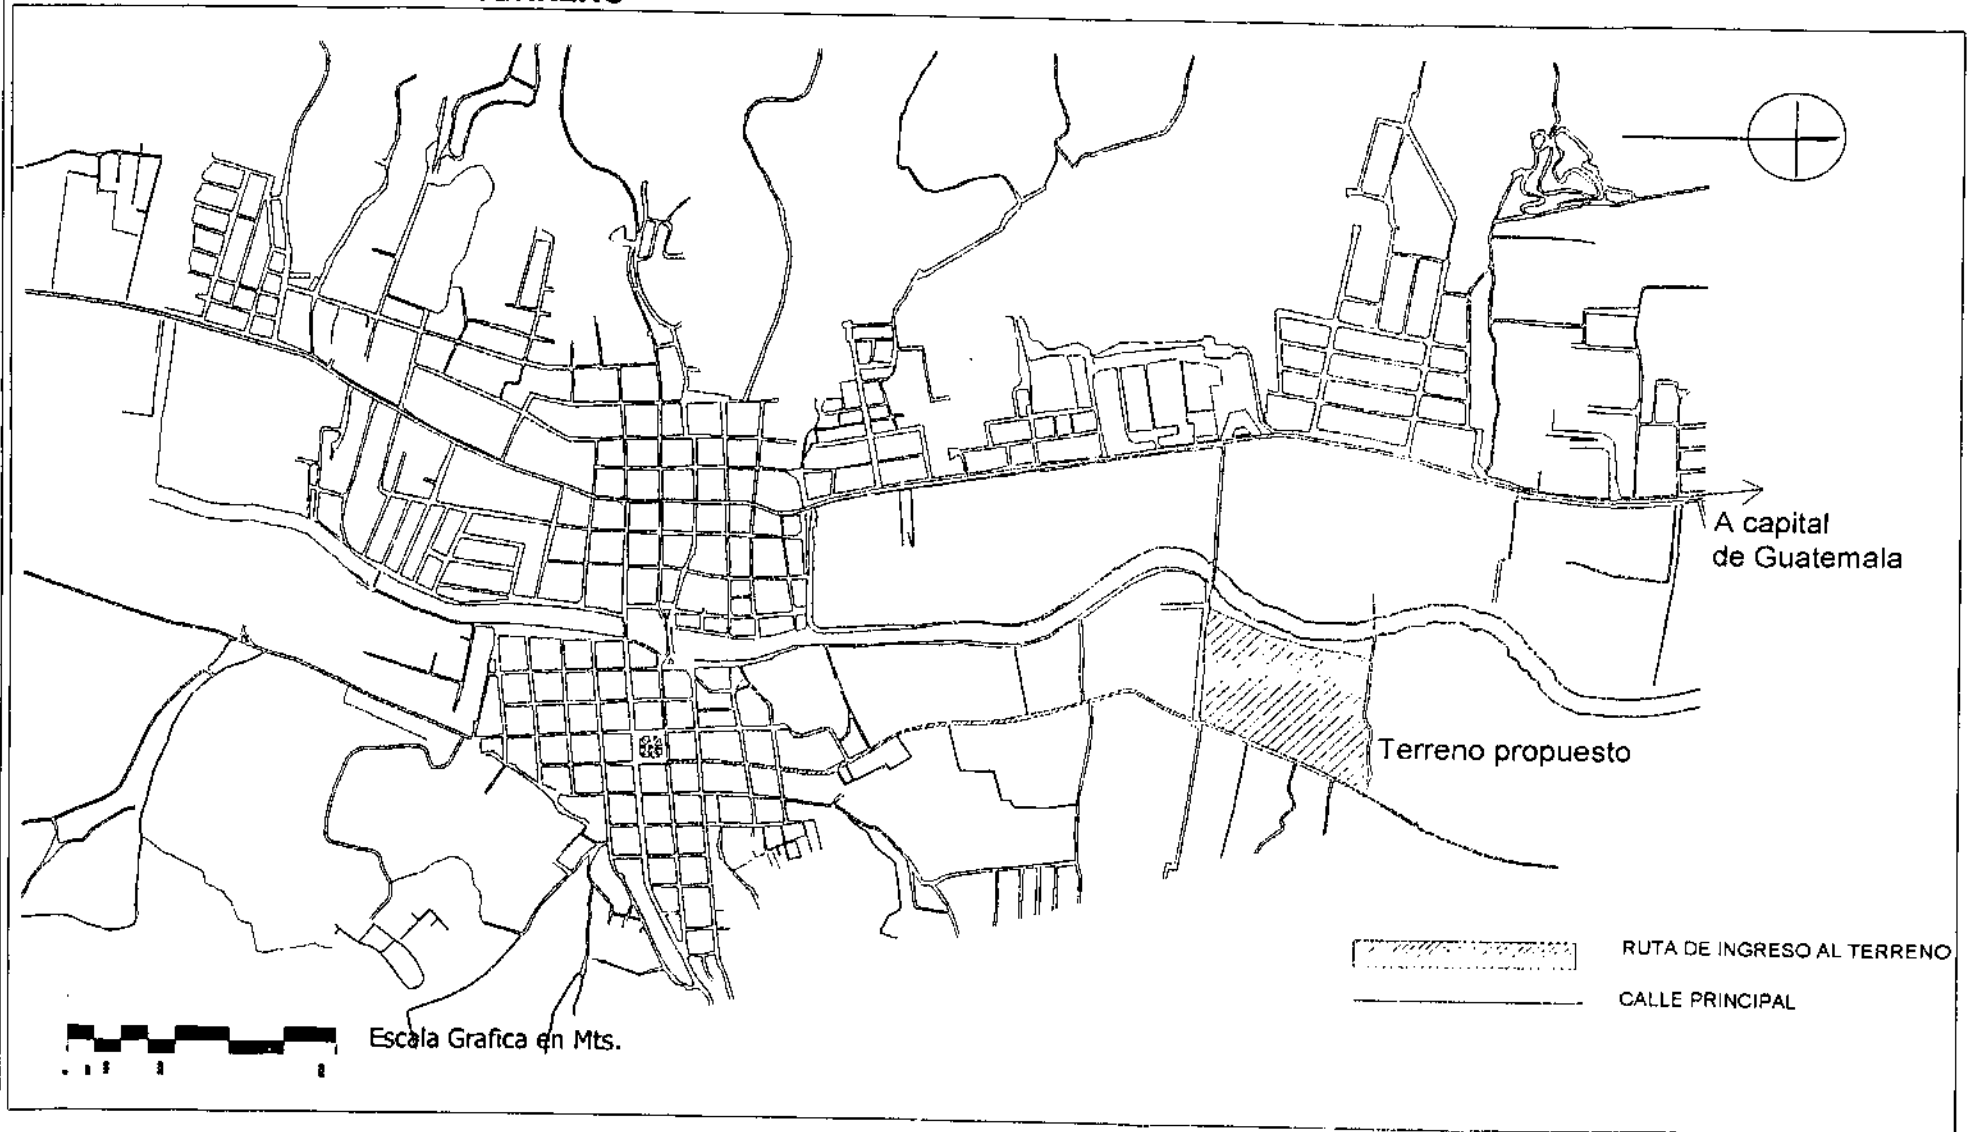 A capital
de Guatemala
Terreno propuesto
RUTA DE INGRESO AL TERRENO
CALLE PRINCIPAL
Escala Grafica en Mts.